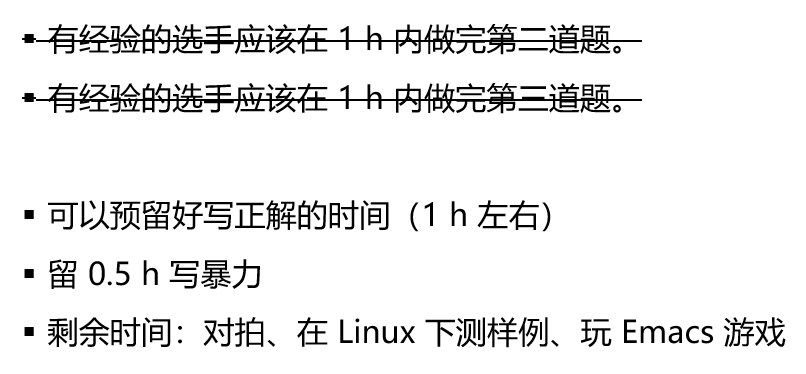 ▪ 有经验的选手应该在 1 h 内做完第二道题。
▪ 有经验的选手应该在 1 h 内做完第三道题。
▪ 可以预留好写正解的时间（1 h 左右）
▪ 留 0.5 h 写暴力
▪ 剩余时间：对拍、在 Linux 下测样例、玩 Emacs 游戏